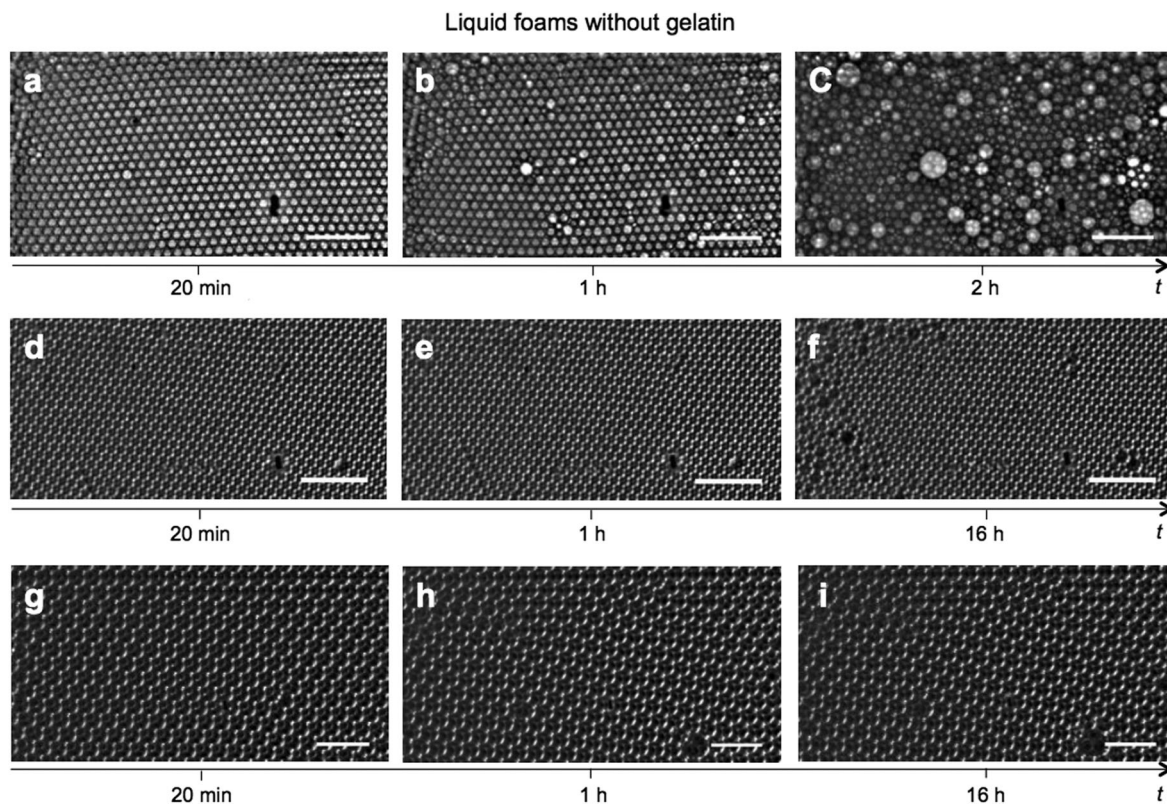 Liquid foams without gelatin
a b C
20 min 1 h 2 h t
d e f
20 min 1 h 16 h t
g h i
20 min 1 h 16 h t